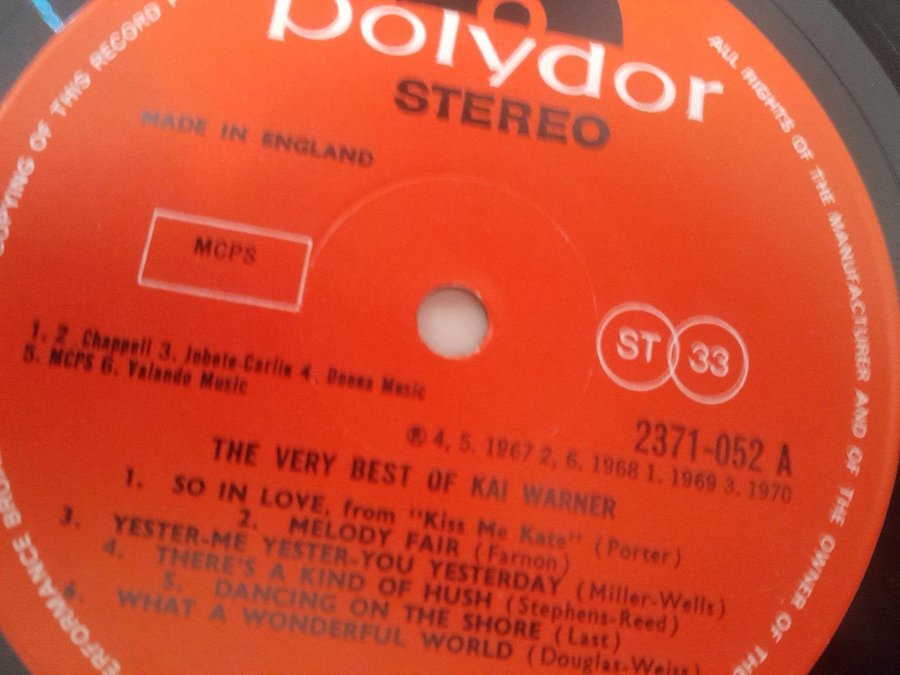 polydor
STEREO
MADE IN ENGLAND
MCPS
ST 33
1. 2. Chappell 3. Jobete-Carlin 4. Donna Music
5. MCPS 6. Valando Music
2371-052 A
℗ 4, 5. 1967 2, 6. 1968 1. 1969 3. 1970
THE VERY BEST OF KAI WARNER
1. SO IN LOVE, from "Kiss Me Kate" (Porter)
2. MELODY FAIR (Farnon)
3. YESTER-ME YESTER-YOU YESTERDAY (Miller-Wells)
4. THERE'S A KIND OF HUSH (Stephens-Reed)
5. DANCING ON THE SHORE (Last)
6. WHAT A WONDERFUL WORLD (Douglas-Weiss)
ALL RIGHTS OF THE MANUFACTURER AND OF THE OWNER OF THE
COPYING OF THIS RECORD